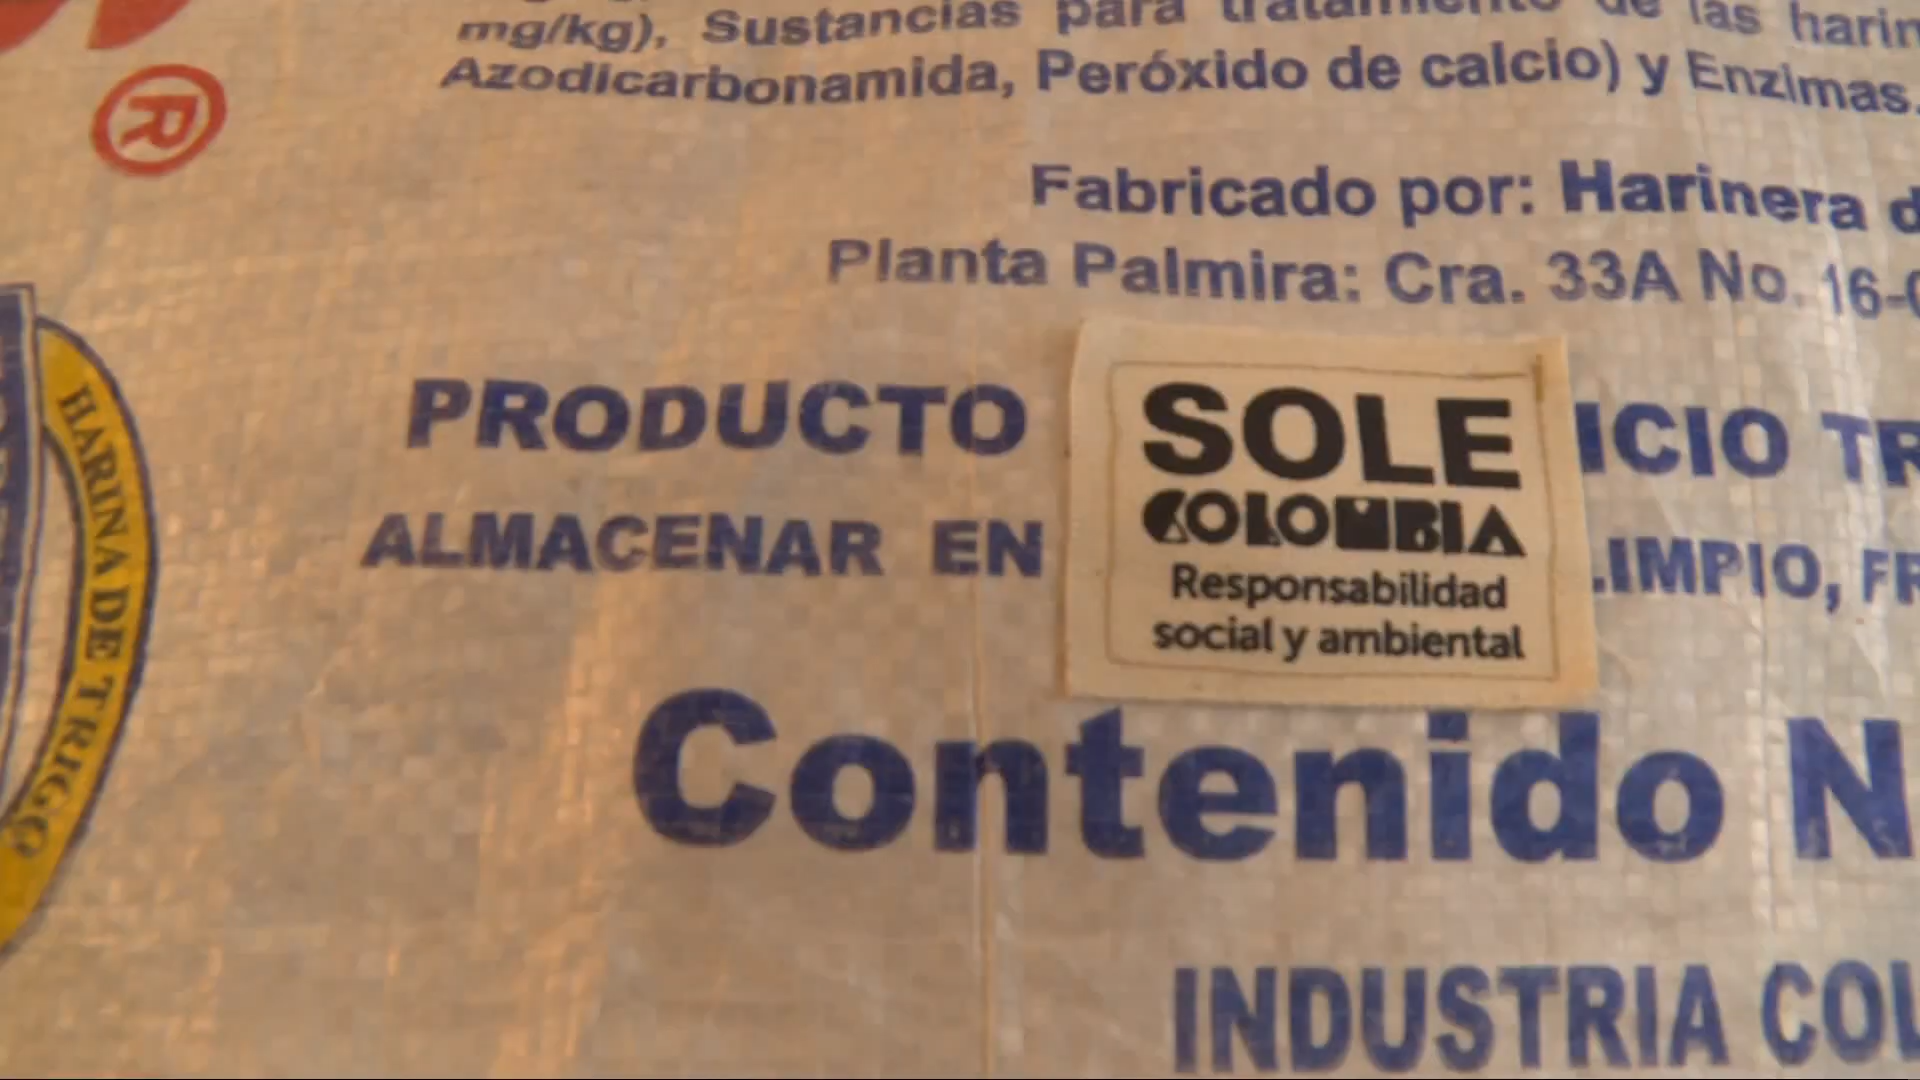 mg/kg), Sustancias para tratamiento de las harin
Azodicarbonamida, Peróxido de calcio) y Enzimas.
®
Fabricado por: Harinera d
Planta Palmira: Cra. 33A No. 16-0
PRODUCTO ICIO TR
ALMACENAR EN LIMPIO, FR
SOLE
COLOMBIA
Responsabilidad
social y ambiental
HARINA DE TRIGO
Contenido N
INDUSTRIA COL